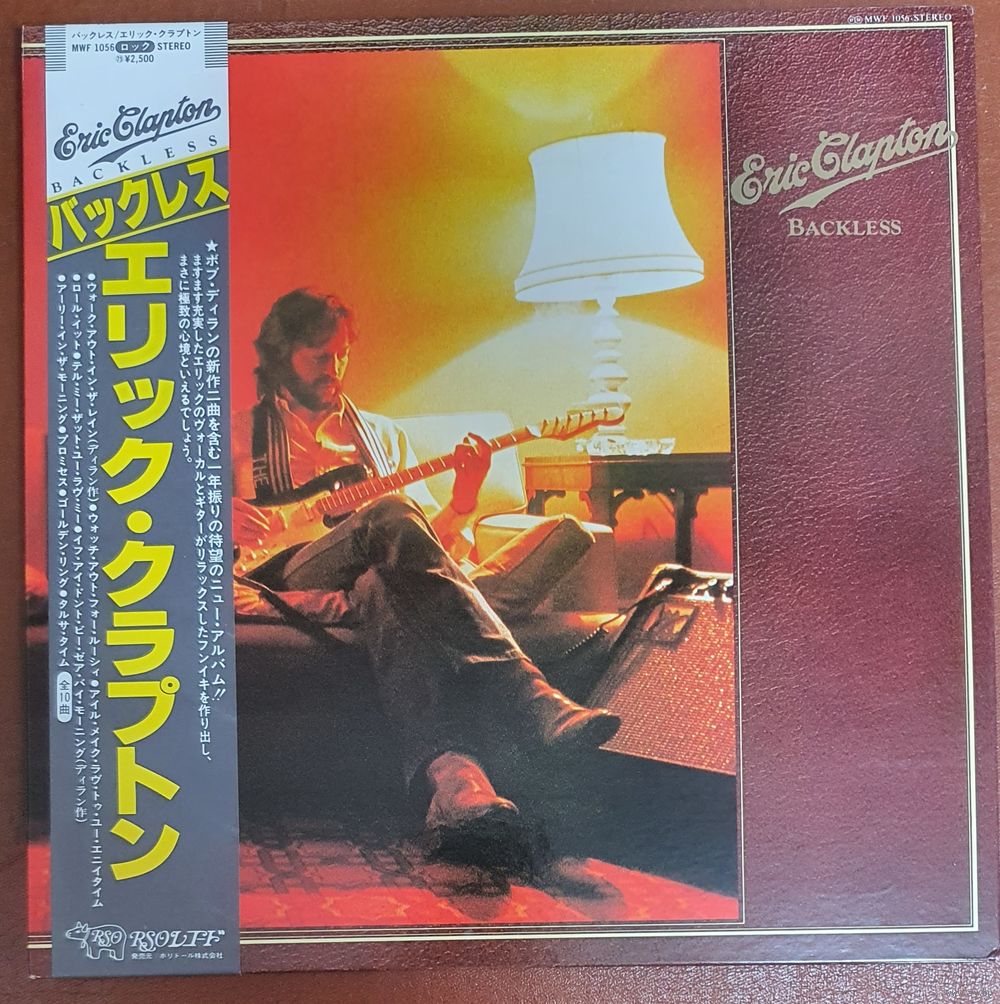 バックレス/エリック・クラプトン
MWF 1056 ロック STEREO
㉕ ¥2,500
Eric Clapton
BACKLESS
バックレス
エリック・クラプトン
★ボブ・ディランの新作二曲を含む一年振りの待望のニュー・アルバム!!
ますます充実したエリックのヴォーカルとギターがリラックスしたフンイキを作り出し、
まさに極致の心境といえるでしょう。
●ウォーク・アウト・イン・ザ・レイン(ディラン作)●ウォッチ・アウト・フォー・ルーシィ●アイル・メイク・ラヴ・トゥ・ユー・エニイタイム
●ロール・イット●テル・ミー・ザット・ユー・ラヴ・ミー●イフ・アイ・ドント・ビー・ゼア・バイ・モーニング(ディラン作)
●アーリー・イン・ザ・モーニング●プロミセス●ゴールデン・リング●タルサ・タイム 全10曲
RSO RSOレコード
発売元 ポリドール株式会社
MWF 1056・STEREO
Eric Clapton
BACKLESS
THE